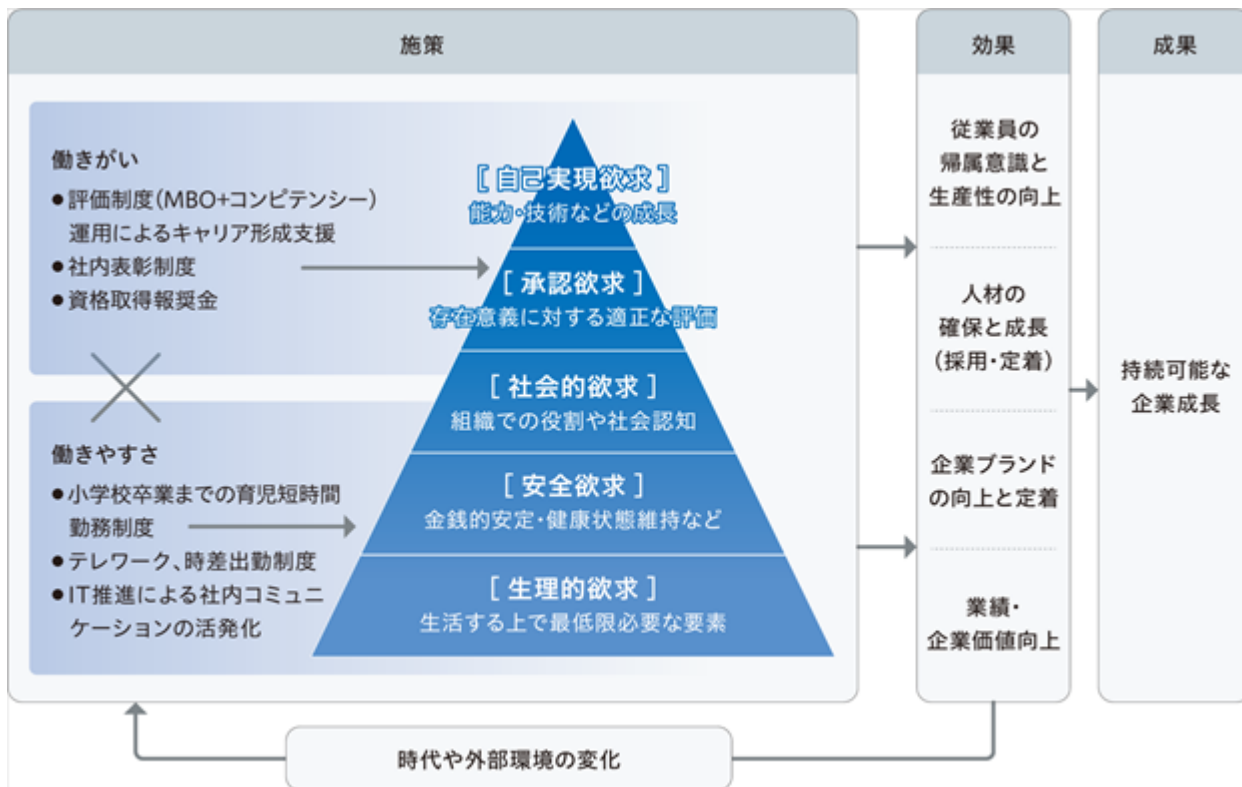 施策
働きがい
●評価制度(MBO+コンピテンシー)
運用によるキャリア形成支援
●社内表彰制度
●資格取得報奨金
働きやすさ
●小学校卒業までの育児短時間
勤務制度
●テレワーク、時差出勤制度
●IT推進による社内コミュニ
ケーションの活発化
[ 自己実現欲求 ]
能力・技術などの成長
[ 承認欲求 ]
存在意義に対する適正な評価
[ 社会的欲求 ]
組織での役割や社会認知
[ 安全欲求 ]
金銭的安定・健康状態維持など
[ 生理的欲求 ]
生活する上で最低限必要な要素
効果
従業員の
帰属意識と
生産性の向上
人材の
確保と成長
(採用・定着)
企業ブランド
の向上と定着
業績・
企業価値向上
成果
持続可能な
企業成長
時代や外部環境の変化